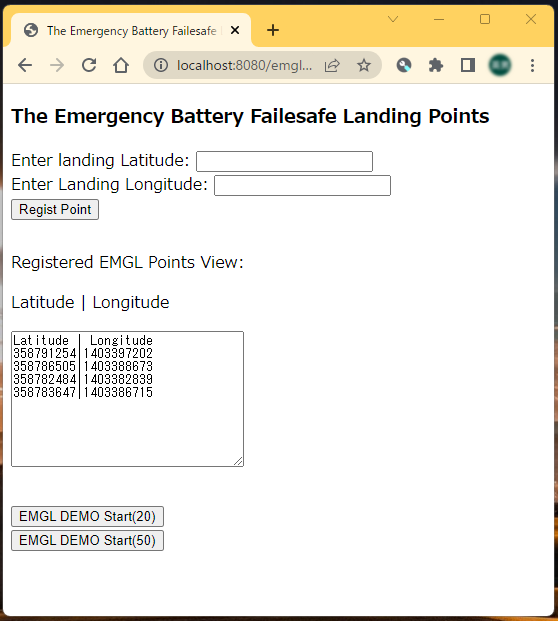 The Emergency Battery Failesafe
localhost:8080/emgl...
The Emergency Battery Failesafe Landing Points
Enter landing Latitude:
Enter Landing Longitude:
Regist Point
Registered EMGL Points View:
Latitude | Longitude
Latitude | Longitude
358791254|1403397202
358786505|1403388673
358782484|1403382839
358783647|1403386715
EMGL DEMO Start(20)
EMGL DEMO Start(50)